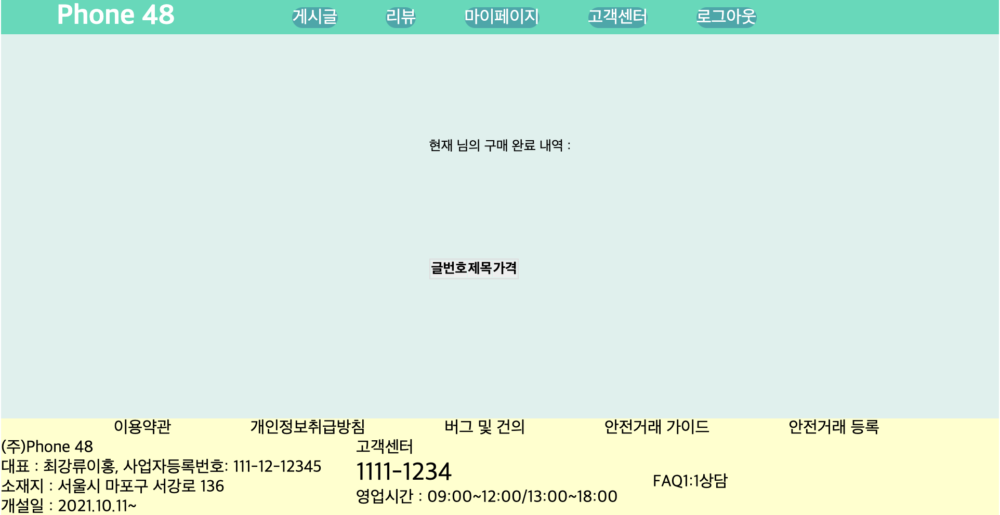 Phone 48 게시글 리뷰 마이페이지 고객센터 로그아웃
현재 님의 구매 완료 내역 :
글번호 제목 가격
이용약관 개인정보취급방침 버그 및 건의 안전거래 가이드 안전거래 등록
(주)Phone 48
대표 : 최강류이홍, 사업자등록번호: 111-12-12345
소재지 : 서울시 마포구 서강로 136
개설일 : 2021.10.11~
고객센터
1111-1234
영업시간 : 09:00~12:00/13:00~18:00
FAQ1:1상담